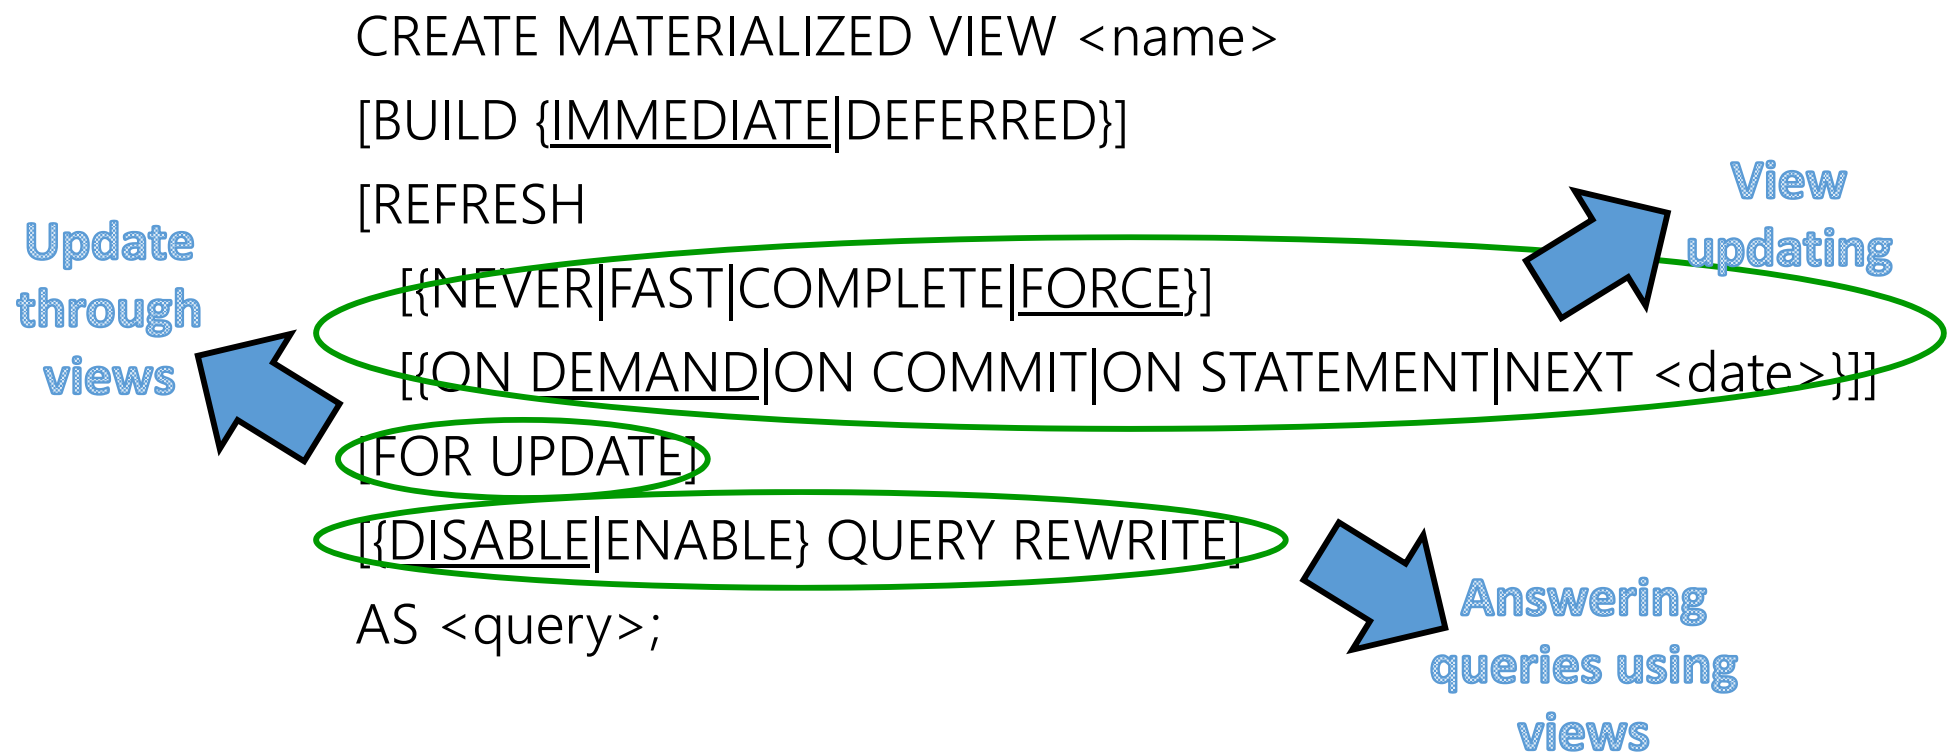 CREATE MATERIALIZED VIEW <name>
[BUILD {IMMEDIATE|DEFERRED}]
[REFRESH
[{NEVER|FAST|COMPLETE|FORCE}]
[{ON DEMAND|ON COMMIT|ON STATEMENT|NEXT <date>}]]
[FOR UPDATE]
[{DISABLE|ENABLE} QUERY REWRITE]
AS <query>;
Update
through
views
View
updating
Answering
queries using
views